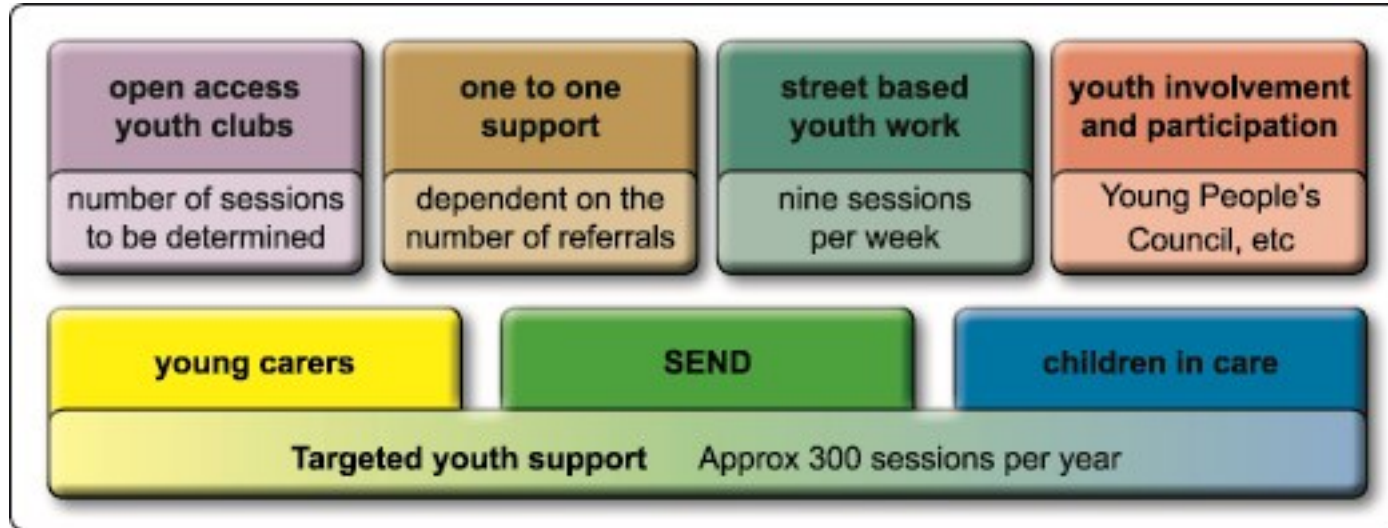 open access
youth clubs
number of sessions
to be determined
one to one
support
dependent on the
number of referrals
street based
youth work
nine sessions
per week
youth involvement
and participation
Young People's
Council, etc
young carers
SEND
children in care
Targeted youth support Approx 300 sessions per year